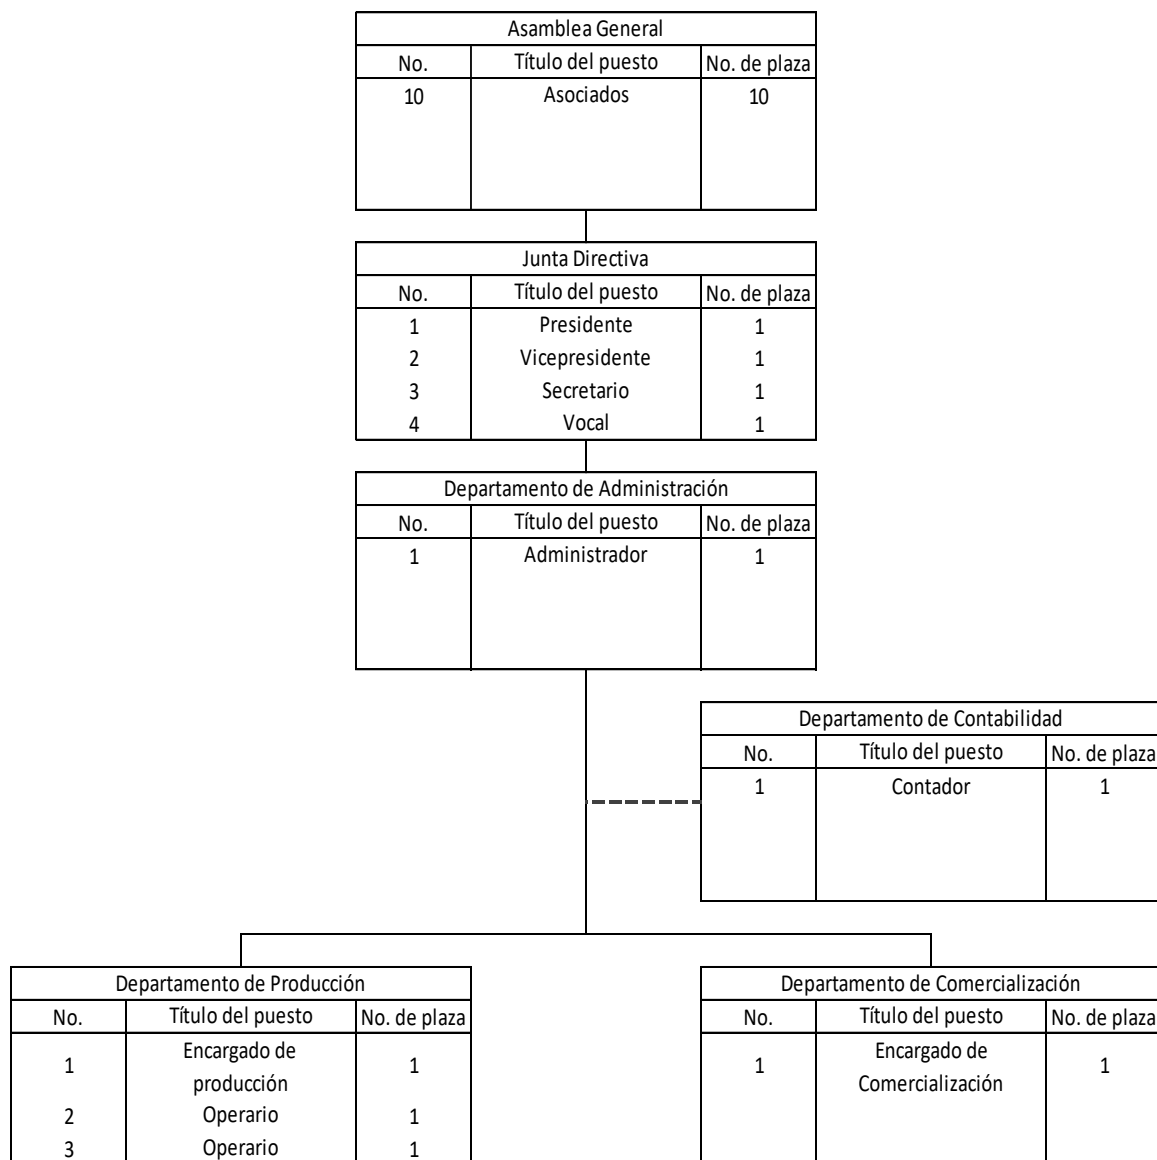 Asamblea General
No. Título del puesto No. de plaza
10 Asociados 10
Junta Directiva
No. Título del puesto No. de plaza
1 Presidente 1
2 Vicepresidente 1
3 Secretario 1
4 Vocal 1
Departamento de Administración
No. Título del puesto No. de plaza
1 Administrador 1
Departamento de Contabilidad
No. Título del puesto No. de plaza
1 Contador 1
Departamento de Producción
No. Título del puesto No. de plaza
1 Encargado de producción 1
2 Operario 1
3 Operario 1
Departamento de Comercialización
No. Título del puesto No. de plaza
1 Encargado de Comercialización 1